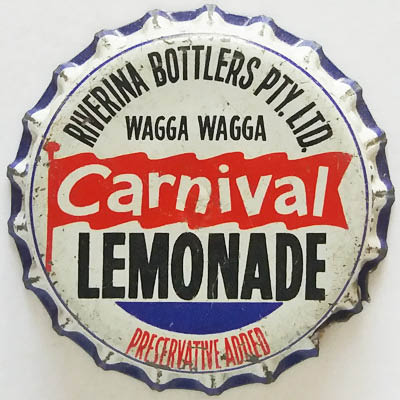 RIVERINA BOTTLERS PTY. LTD.
WAGGA WAGGA
Carnival
LEMONADE
PRESERVATIVE ADDED